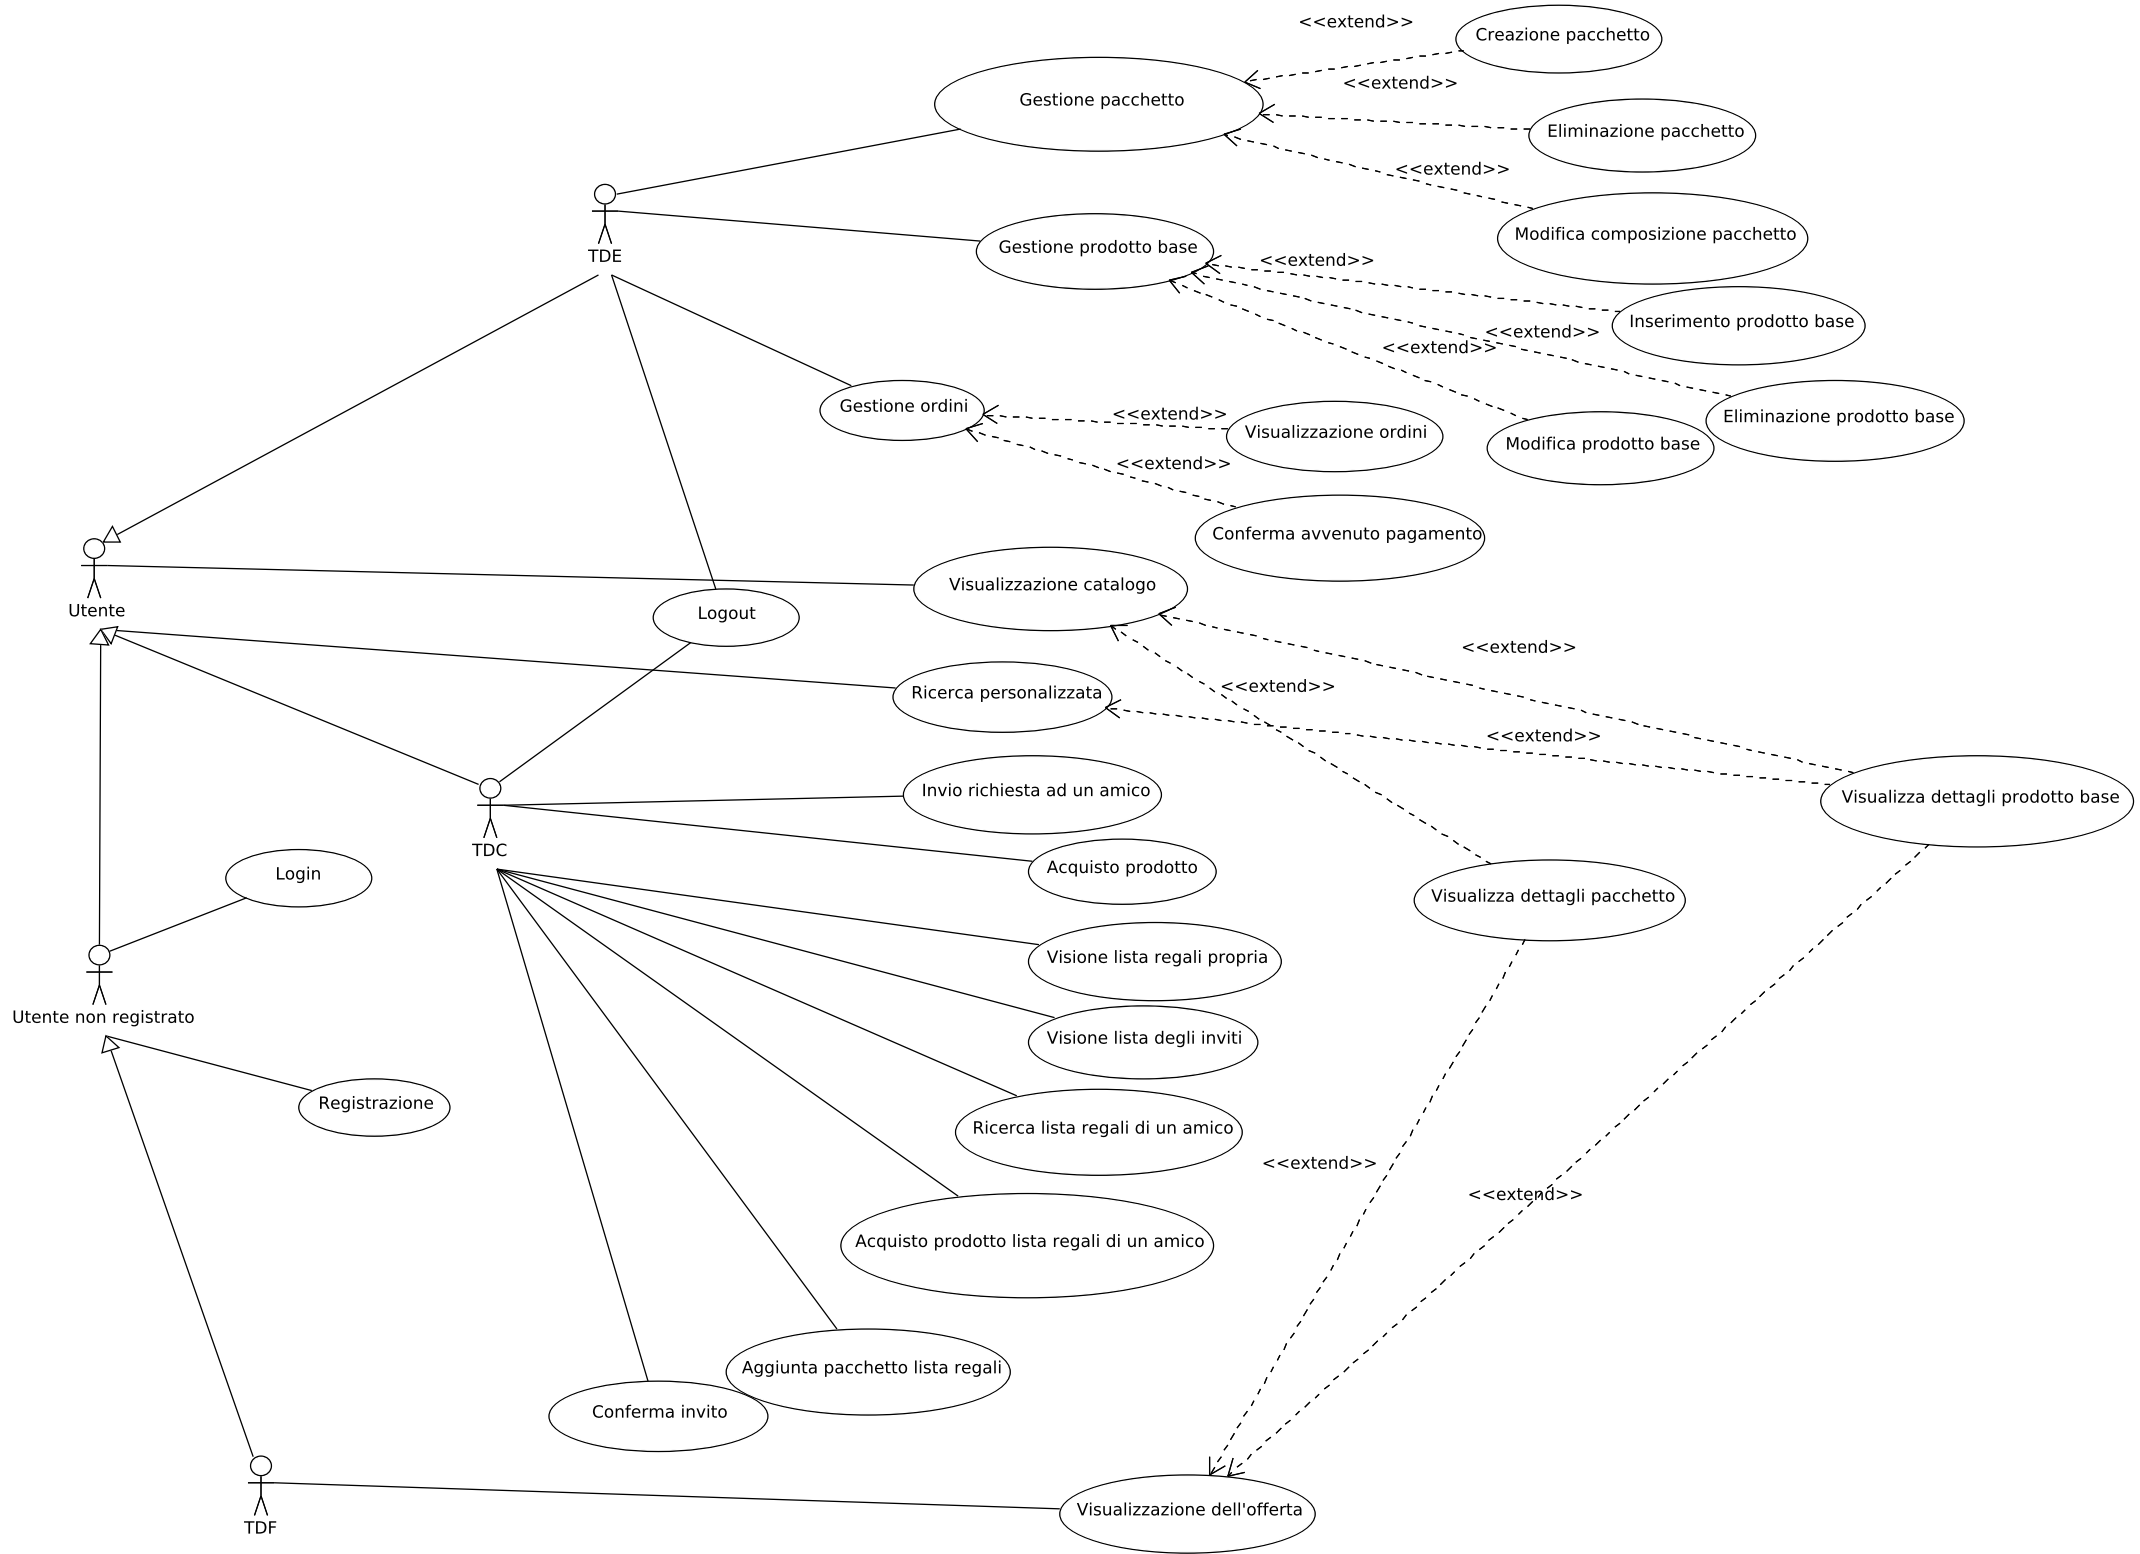 <<extend>>
Creazione pacchetto
<<extend>>
Gestione pacchetto
Eliminazione pacchetto
<<extend>>
Modifica composizione pacchetto
TDE
Gestione prodotto base
<<extend>>
Inserimento prodotto base
<<extend>>
<<extend>>
Gestione ordini
<<extend>>
Eliminazione prodotto base
Visualizzazione ordini
Modifica prodotto base
<<extend>>
Conferma avvenuto pagamento
Visualizzazione catalogo
Utente
Logout
<<extend>>
<<extend>>
Ricerca personalizzata
<<extend>>
Invio richiesta ad un amico
Visualizza dettagli prodotto base
TDC
Acquisto prodotto
Login
Visualizza dettagli pacchetto
Visione lista regali propria
Utente non registrato
Visione lista degli inviti
Registrazione
Ricerca lista regali di un amico
<<extend>>
<<extend>>
Acquisto prodotto lista regali di un amico
Aggiunta pacchetto lista regali
Conferma invito
Visualizzazione dell'offerta
TDF